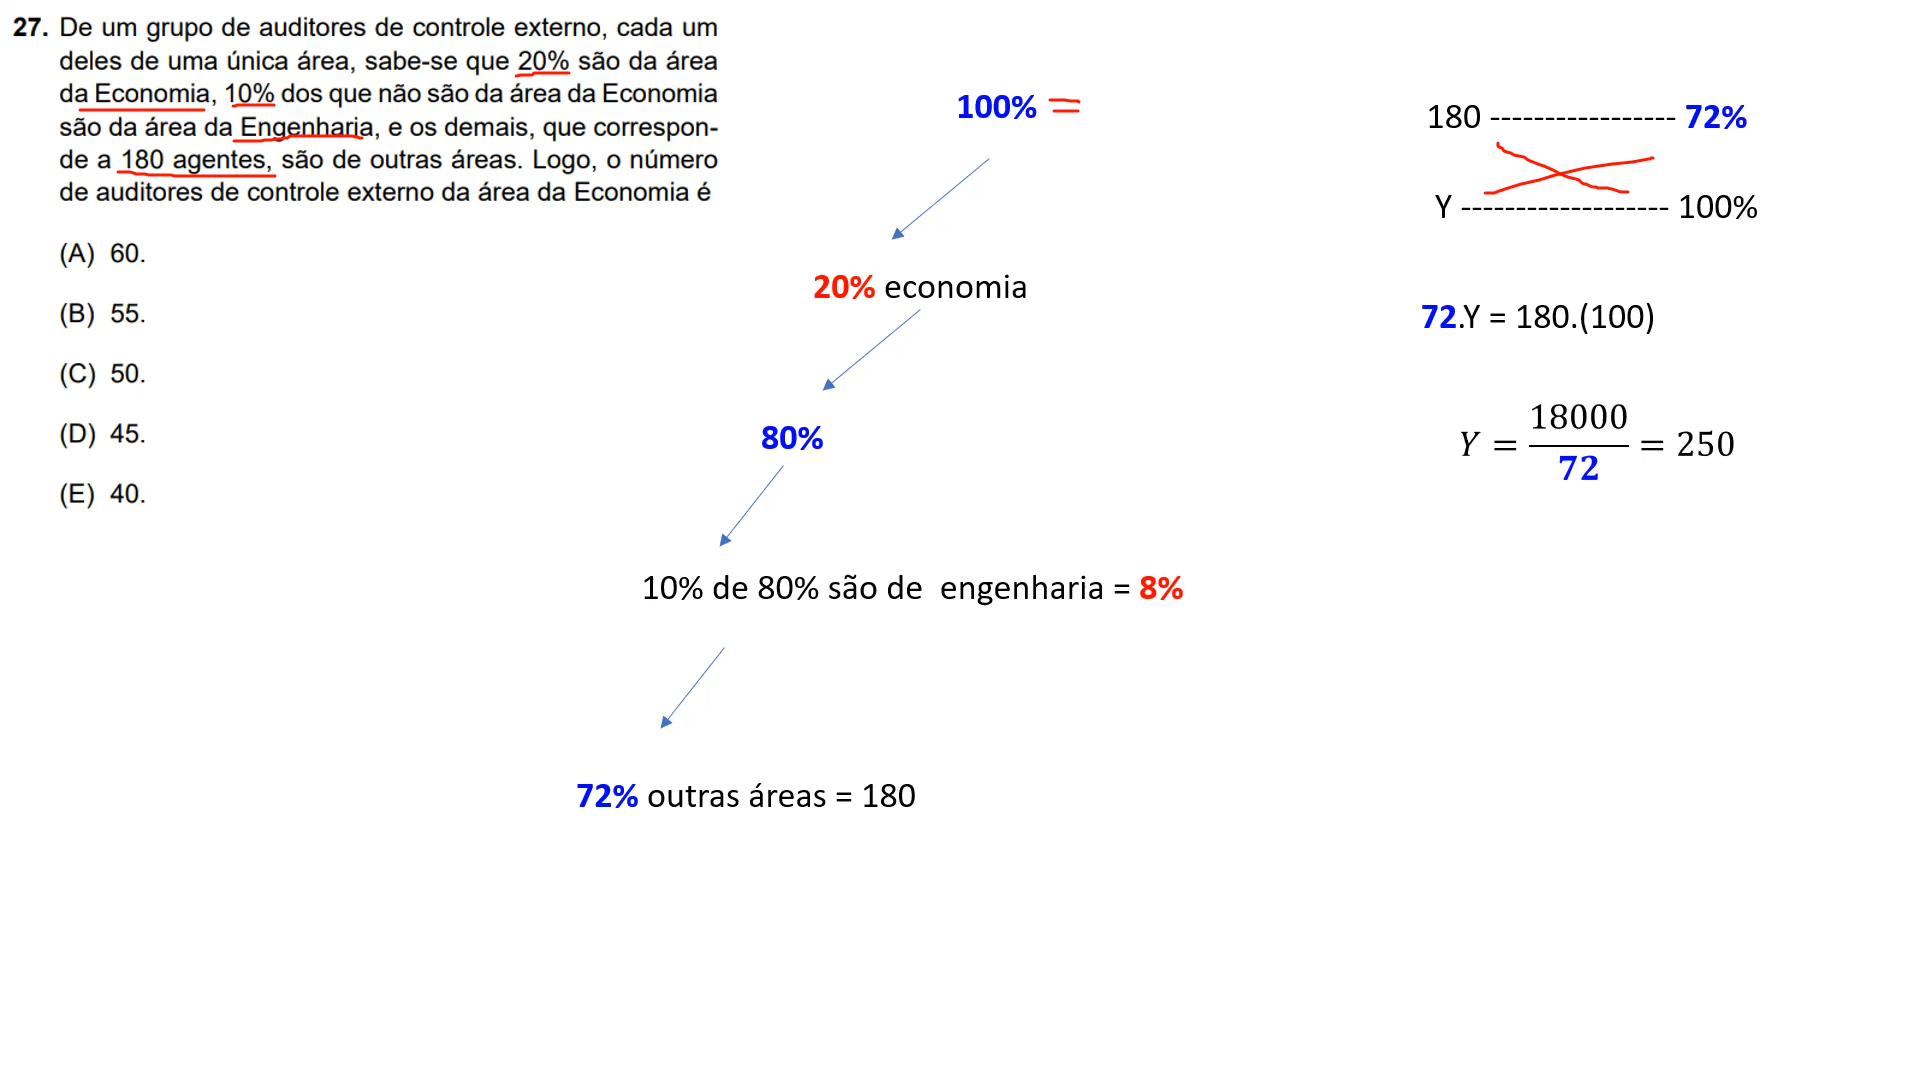 27. De um grupo de auditores de controle externo, cada um
deles de uma única área, sabe-se que 20% são da área
da Economia, 10% dos que não são da área da Economia
são da área da Engenharia, e os demais, que correspon-
de a 180 agentes, são de outras áreas. Logo, o número
de auditores de controle externo da área da Economia é
(A) 60.
(B) 55.
(C) 50.
(D) 45.
(E) 40.
100% =
20% economia
80%
10% de 80% são de engenharia = 8%
72% outras áreas = 180
180 ----------------- 72%
Y ------------------- 100%
72.Y = 180.(100)
Y = 18000/72 = 250